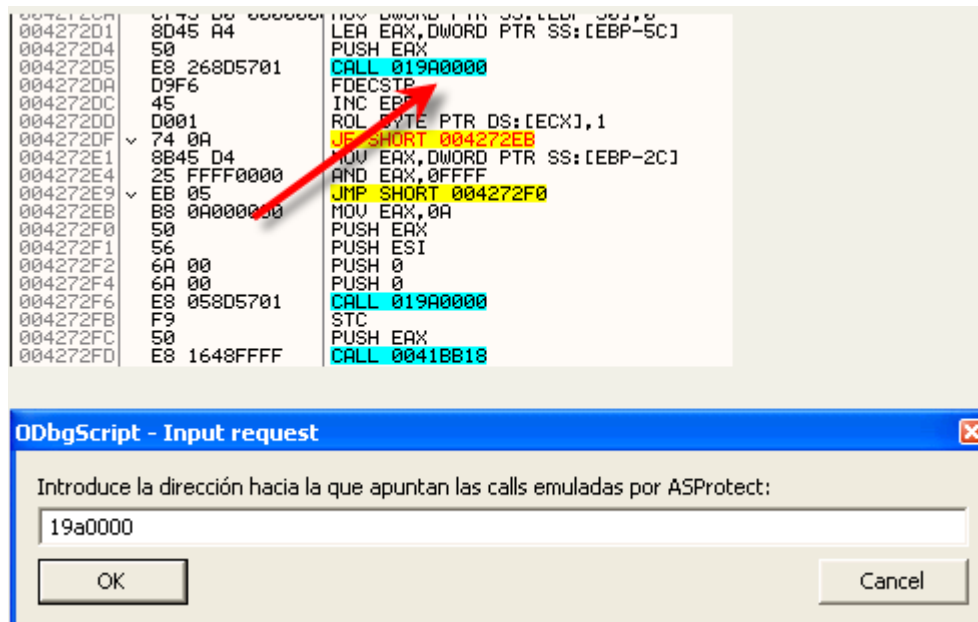 004272D1 8D45 A4 LEA EAX,DWORD PTR SS:[EBP-5C]
004272D4 50 PUSH EAX
004272D5 E8 268D5701 CALL 019A0000
004272DA D9F6 FDECSTP
004272DC 45 INC EBP
004272DD D001 ROL BYTE PTR DS:[ECX],1
004272DF 74 0A JE SHORT 004272EB
004272E1 8B45 D4 MOV EAX,DWORD PTR SS:[EBP-2C]
004272E4 25 FFFF0000 AND EAX,0FFFF
004272E9 EB 05 JMP SHORT 004272F0
004272EB B8 0A000000 MOV EAX,0A
004272F0 50 PUSH EAX
004272F1 56 PUSH ESI
004272F2 6A 00 PUSH 0
004272F4 6A 00 PUSH 0
004272F6 E8 058D5701 CALL 019A0000
004272FB F9 STC
004272FC 50 PUSH EAX
004272FD E8 1648FFFF CALL 0041BB18
ODbgScript - Input request
Introduce la dirección hacia la que apuntan las calls emuladas por ASProtect:
19a0000
OK Cancel